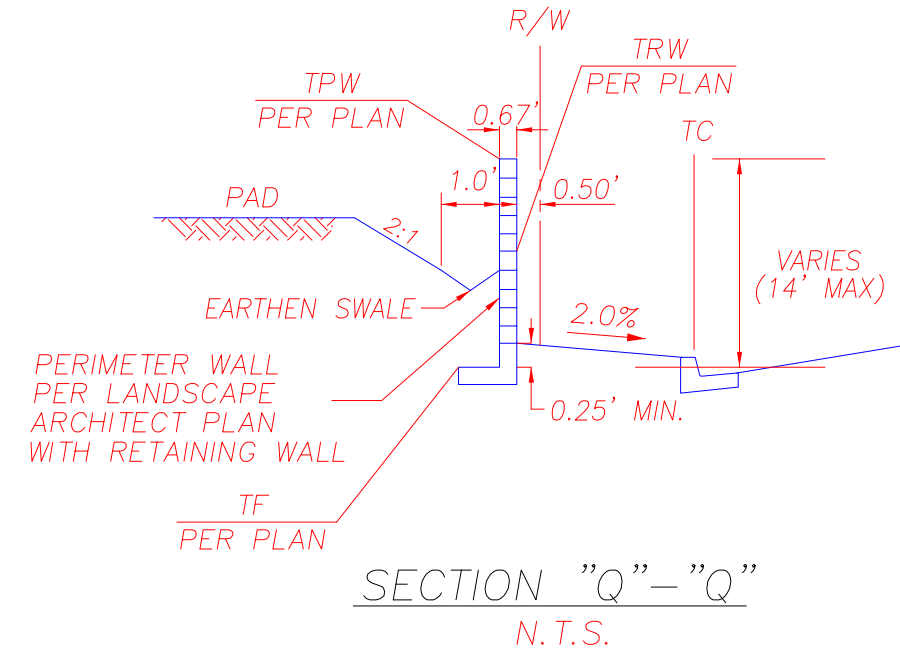 R/W
TPW
PER PLAN
TRW
PER PLAN
0.67'
TC
PAD
1.0'
0.50'
2:1
VARIES
(14' MAX)
EARTHEN SWALE
2.0%
PERIMETER WALL
PER LANDSCAPE
ARCHITECT PLAN
WITH RETAINING WALL
0.25' MIN.
TF
PER PLAN
SECTION "Q"-"Q"
N.T.S.